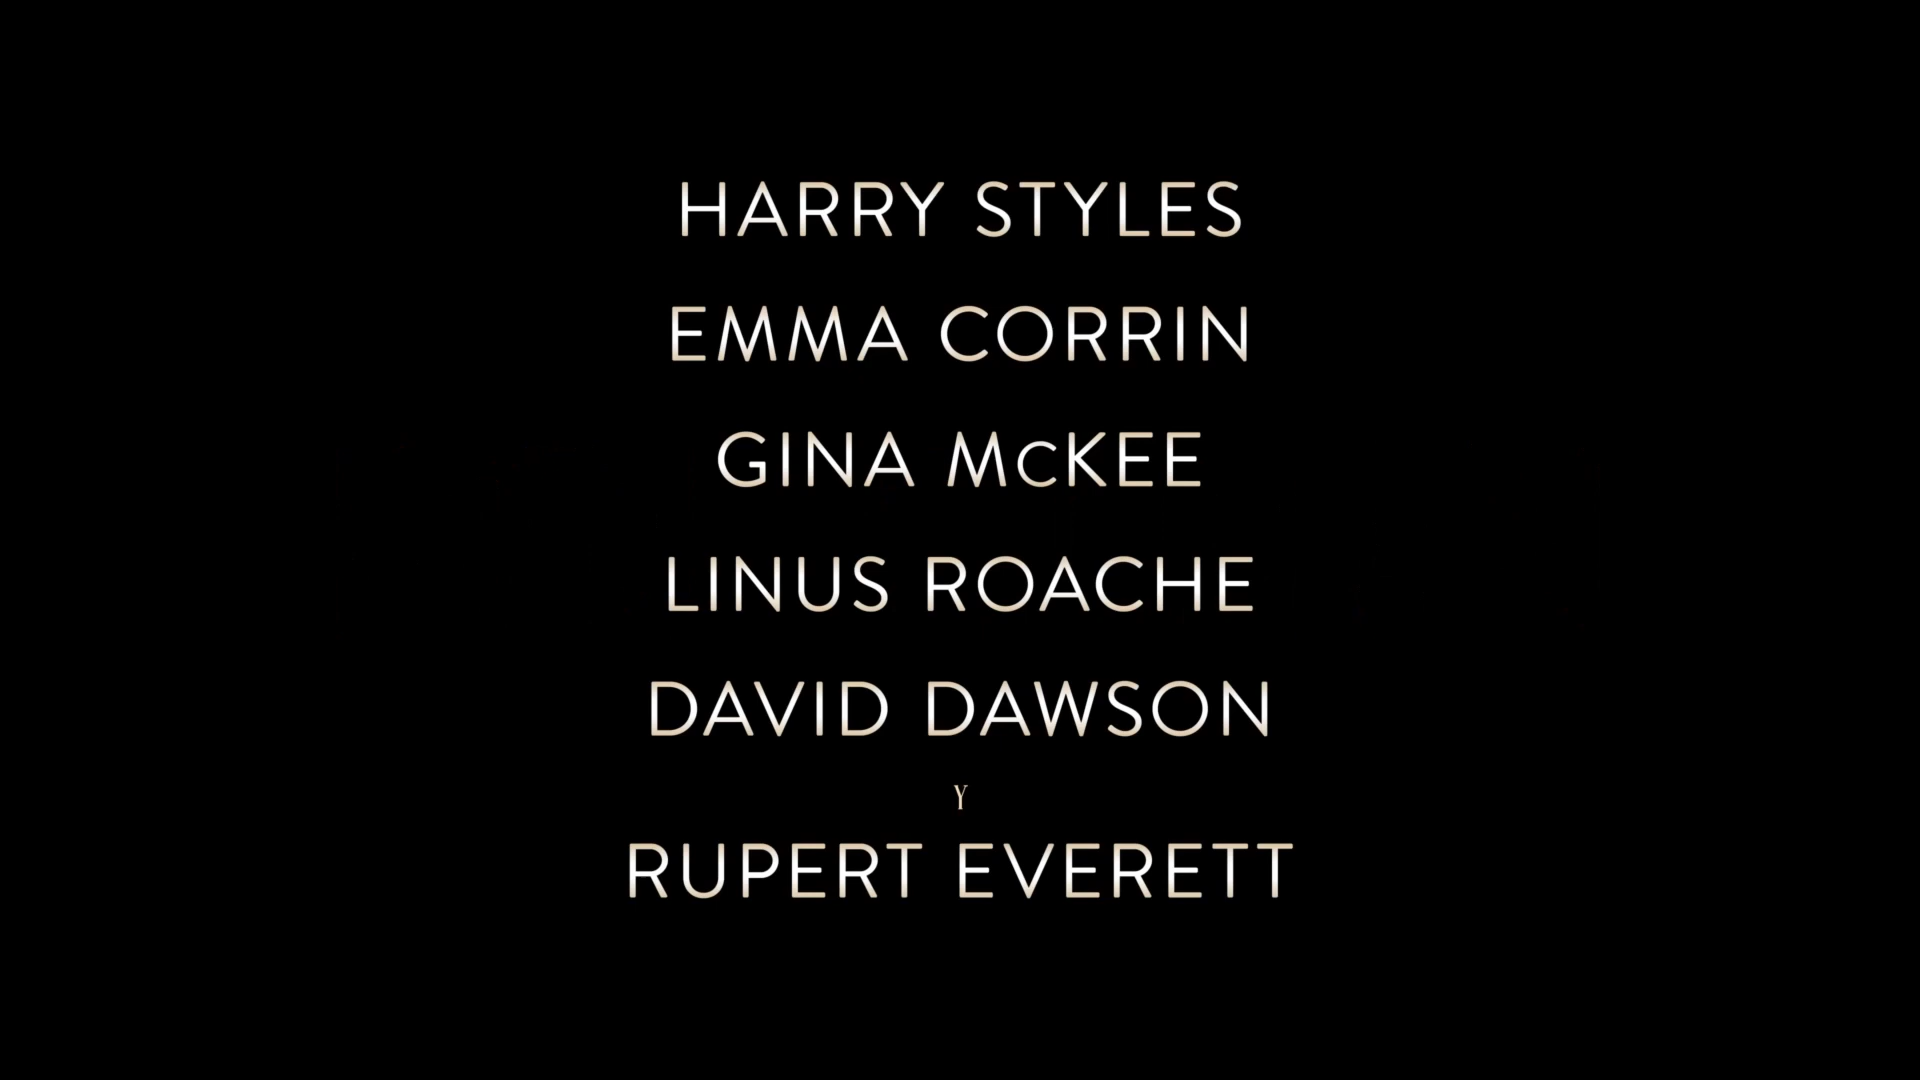 HARRY STYLES
EMMA CORRIN
GINA McKEE
LINUS ROACHE
DAVID DAWSON
Y
RUPERT EVERETT